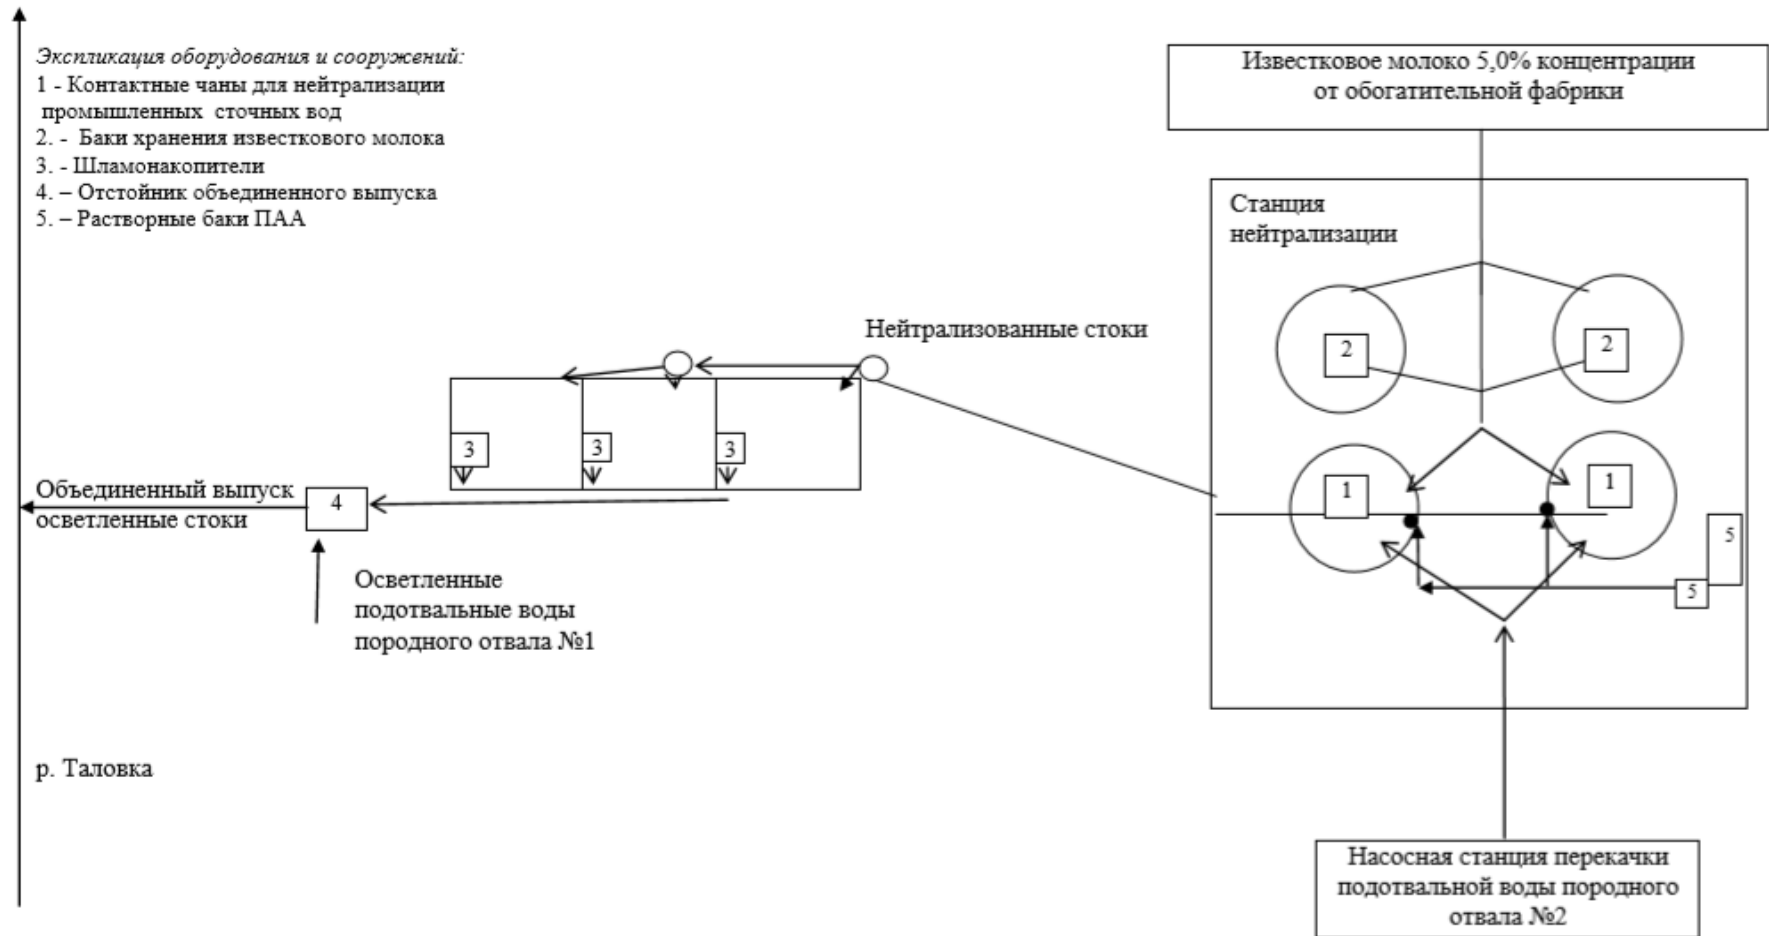 Экспликация оборудования и сооружений:
1 - Контактные чаны для нейтрализации
промышленных сточных вод
2. - Баки хранения известкового молока
3. - Шламонакопители
4. – Отстойник объединенного выпуска
5. – Растворные баки ПАА
Известковое молоко 5,0% концентрации
от обогатительной фабрики
Станция
нейтрализации
2
2
Нейтрализованные стоки
3
3
3
1
1
Объединенный выпуск
осветленные стоки
4
5
5
Осветленные
подотвальные воды
породного отвала №1
р. Таловка
Насосная станция перекачки
подотвальной воды породного
отвала №2